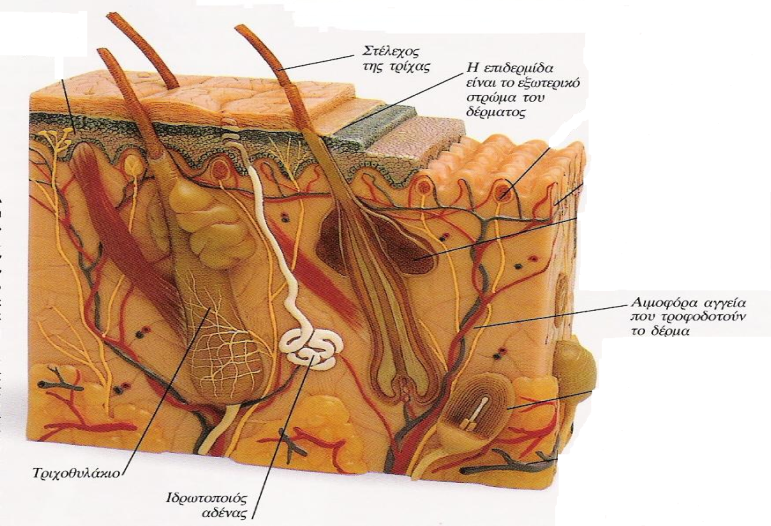 Στέλεχος
της τρίχας
Η επιδερμίδα
είναι το εξωτερικό
στρώμα του
δέρματος
Αιμοφόρα αγγεία
που τροφοδοτούν
το δέρμα
Τριχοθυλάκιο
Ιδρωτοποιός
αδένας